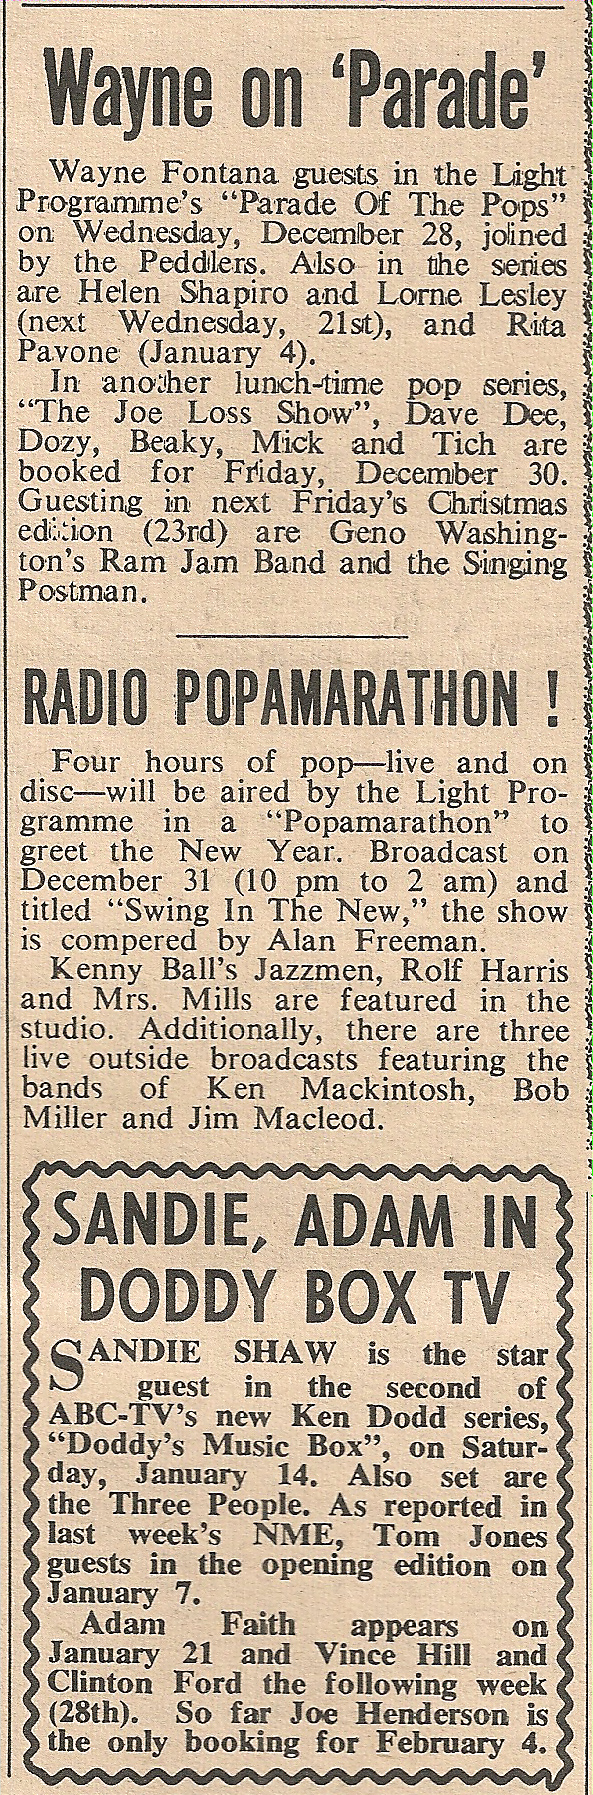 Wayne on ‘Parade’
Wayne Fontana guests in the Light
Programme's “Parade Of The Pops”
on Wednesday, December 28, joined
by the Peddlers. Also in the series
are Helen Shapiro and Lorne Lesley
(next Wednesday, 21st), and Rita
Pavone (January 4).
In another lunch-time pop series,
“The Joe Loss Show”, Dave Dee,
Dozy, Beaky, Mick and Tich are
booked for Friday, December 30.
Guesting in next Friday's Christmas
edition (23rd) are Geno Washing-
ton's Ram Jam Band and the Singing
Postman.
RADIO POPAMARATHON !
Four hours of pop—live and on
disc—will be aired by the Light Pro-
gramme in a “Popamarathon” to
greet the New Year. Broadcast on
December 31 (10 pm to 2 am) and
titled “Swing In The New,” the show
is compered by Alan Freeman.
Kenny Ball's Jazzmen, Rolf Harris
and Mrs. Mills are featured in the
studio. Additionally, there are three
live outside broadcasts featuring the
bands of Ken Mackintosh, Bob
Miller and Jim Macleod.
SANDIE, ADAM IN
DODDY BOX TV
SANDIE SHAW is the star
guest in the second of
ABC-TV's new Ken Dodd series,
“Doddy's Music Box”, on Satur-
day, January 14. Also set are
the Three People. As reported in
last week's NME, Tom Jones
guests in the opening edition on
January 7.
Adam Faith appears on
January 21 and Vince Hill and
Clinton Ford the following week
(28th). So far Joe Henderson is
the only booking for February 4.